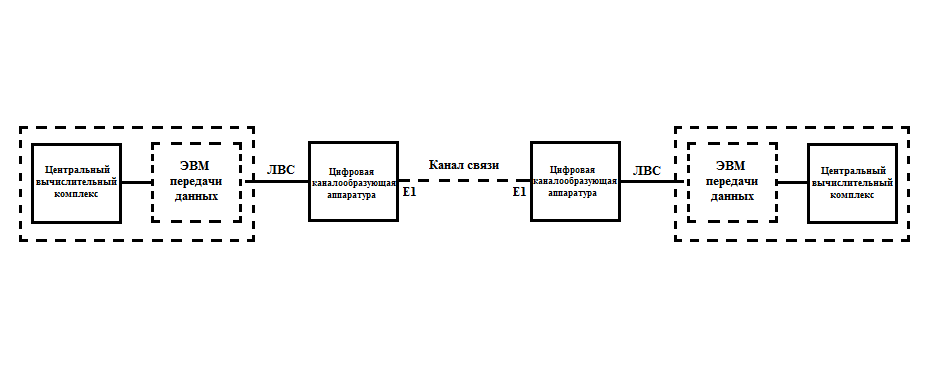 Центральный
вычислительный
комплекс
ЭВМ
передачи
данных
ЛВС
Цифровая
каналообразующая
аппаратура
E1
Канал связи
E1
Цифровая
каналообразующая
аппаратура
ЛВС
ЭВМ
передачи
данных
Центральный
вычислительный
комплекс